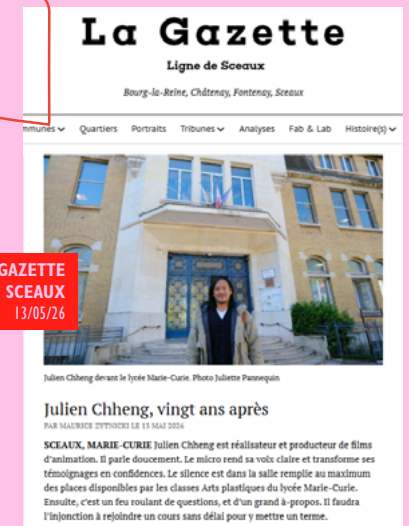 La Gazette
Ligne de Sceaux
Bourg-la-Reine, Châtenay, Fontenay, Sceaux
Quartiers Portraits Tribunes Analyses Fab & Lab Histoire(s)
GAZETTE
SCEAUX
13/05/26
Julien Chheng devant le lycée Marie-Curie. Photo Juliette Pannequin
Julien Chheng, vingt ans après
PAR MAURICE ZYTNICKI LE 13 MAI 2026
SCEAUX, MARIE-CURIE Julien Chheng est réalisateur et producteur de films
d'animation. Il parle doucement. Le micro rend sa voix claire et transforme ses
témoignages en confidences. Le silence est dans la salle remplie au maximum
des places disponibles par les classes Arts plastiques du lycée Marie-Curie.
Ensuite, c'est un feu roulant de questions, et d'un grand à-propos. Il faudra
l'injonction à rejoindre un cours sans délai pour y mettre un terme.